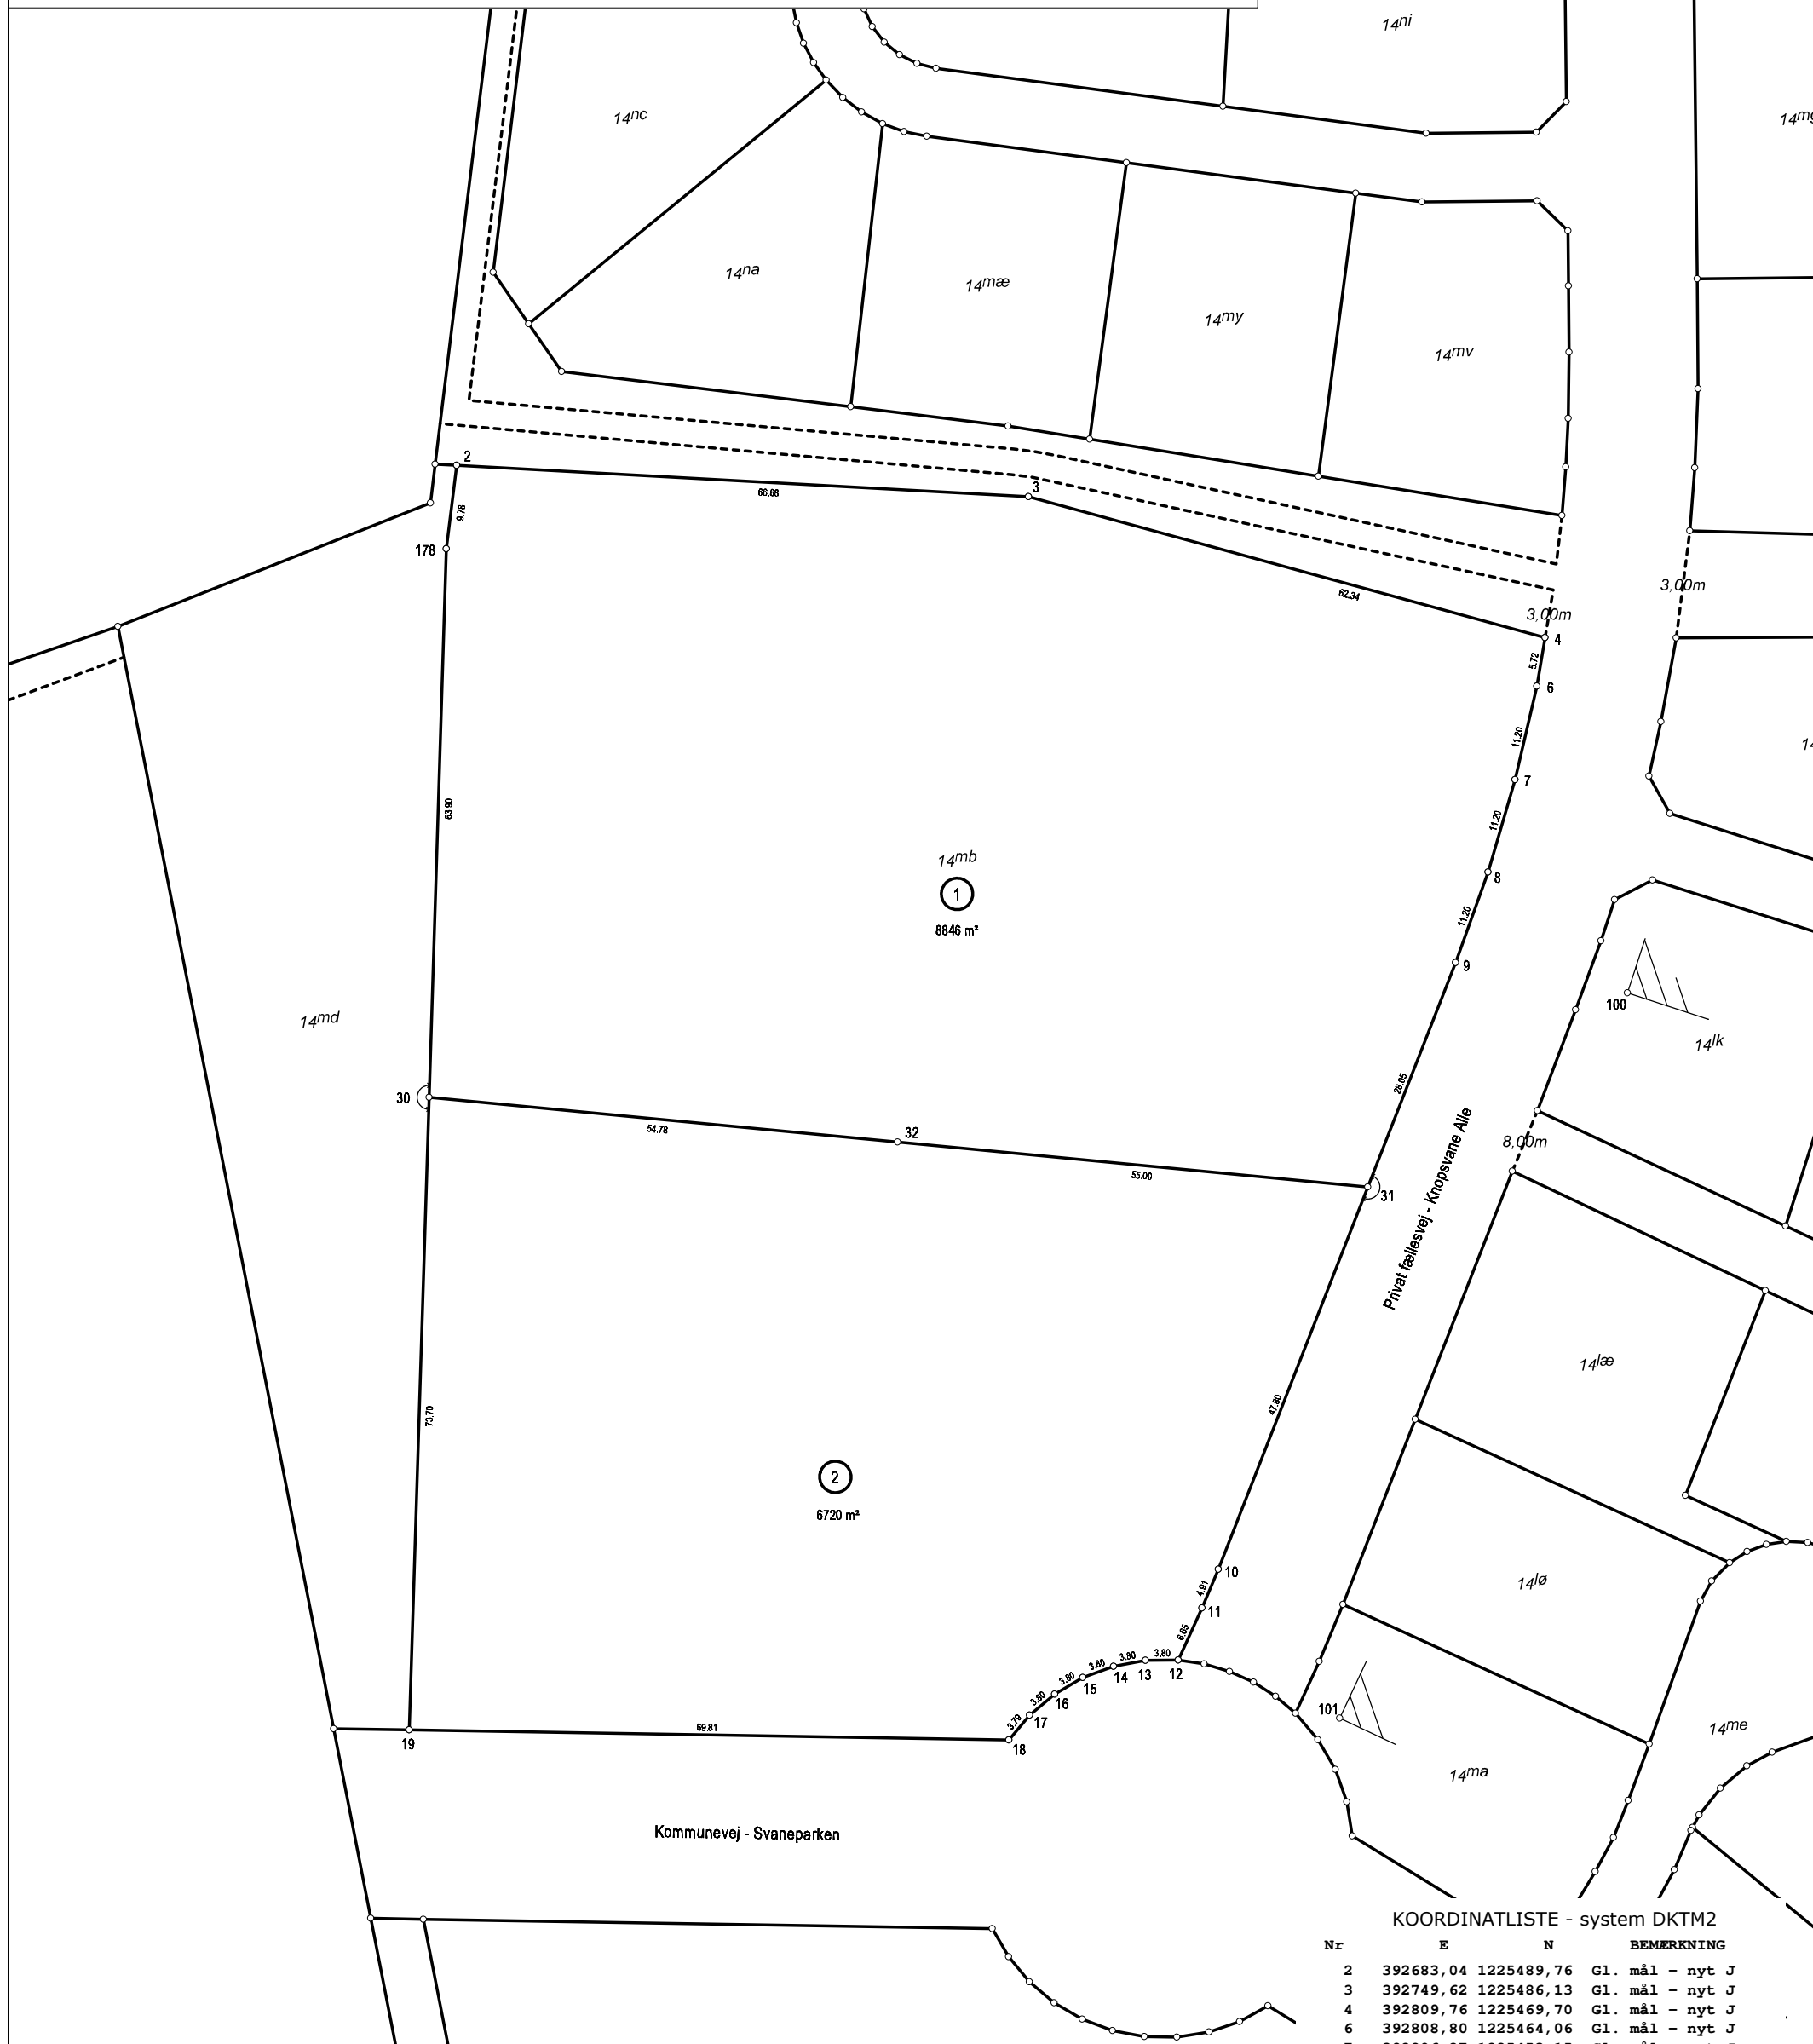 14ni
14nc
14na
14mæ
14my
14mv
2
66.68
3
9.78
178
62.34
3,00m
3,00m
4
5.72
6
11.20
7
11.20
8
63.90
14mb
1
8846 m²
11.20
9
100
14lk
14md
28.05
30
54.78
32
55.00
31
8,00m
Privat fællesvej - Knopsvane Alle
14læ
73.70
47.80
2
6720 m²
10
4.91
11
6.65
14lø
3.80
3.80
3.80
3.80
3.80
3.79
12
13
14
15
16
17
18
101
69.81
19
14me
14ma
Kommunevej - Svaneparken
KOORDINATLISTE - system DKTM2
Nr E N BEMÆRKNING
2 392683,04 1225489,76 Gl. mål - nyt J
3 392749,62 1225486,13 Gl. mål - nyt J
4 392809,76 1225469,70 Gl. mål - nyt J
6 392808,80 1225464,06 Gl. mål - nyt J